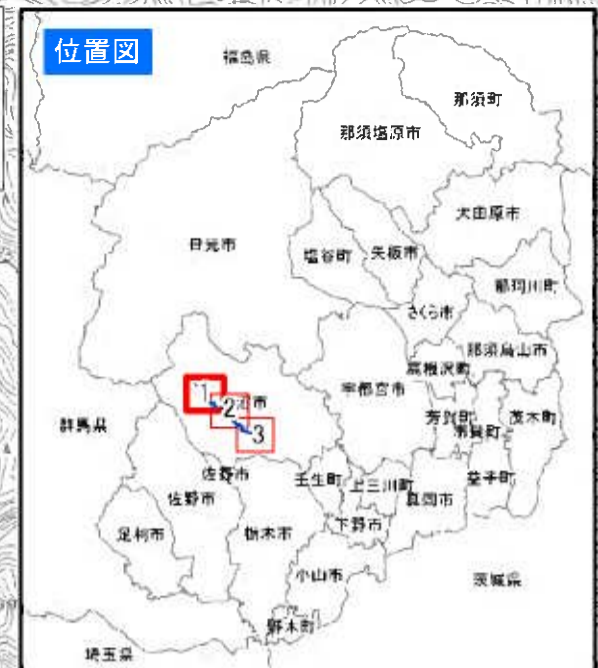 位置図
福島県
那須町
那須塩原市
大田原市
日光市
塩谷町
矢板市
那珂川町
さくら市
那須烏山市
高根沢町
宇都宮市
1
2
市
3
芳賀町
市貝町
茂木町
群馬県
佐野市
佐野市
壬生町
上三川町
真岡市
益子町
足利市
栃木市
下野市
小山市
茨城県
野木町
埼玉県